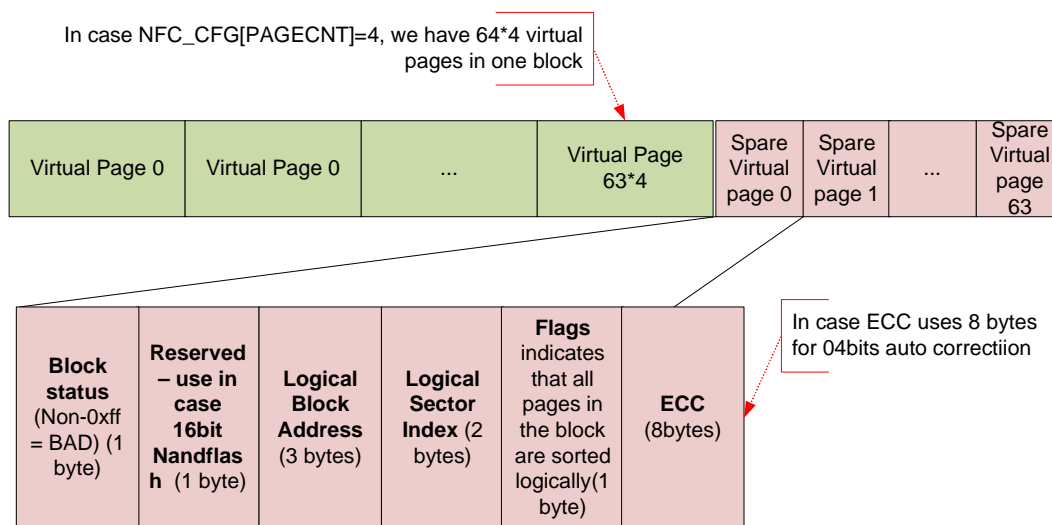 In case NFC_CFG[PAGECNT]=4, we have 64*4 virtual
pages in one block
Virtual Page 0
Virtual Page 0
...
Virtual Page
63*4
Spare
Virtual
page 0
Spare
Virtual
page 1
...
Spare
Virtual
page
63
Block
status
(Non-0xff
= BAD) (1
byte)
Reserved
– use in
case
16bit
Nandflas
h (1 byte)
Logical
Block
Address
(3 bytes)
Logical
Sector
Index (2
bytes)
Flags
indicates
that all
pages in
the block
are sorted
logically(1
byte)
ECC
(8bytes)
In case ECC uses 8 bytes
for 04bits auto correctiion